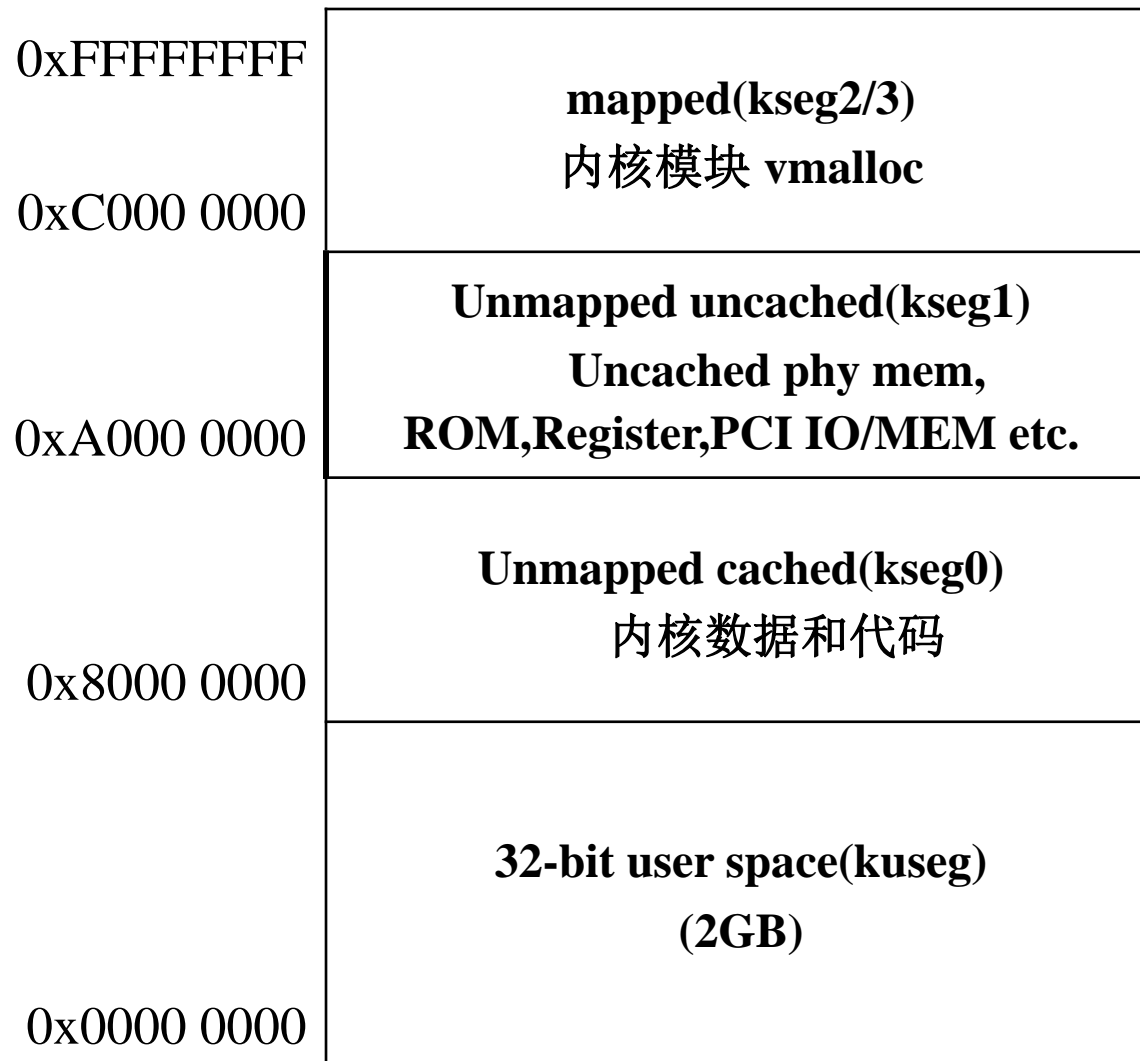 0xFFFFFFFF
mapped(kseg2/3)
内核模块 vmalloc
0xC000 0000
Unmapped uncached(kseg1)
Uncached phy mem,
ROM,Register,PCI IO/MEM etc.
0xA000 0000
Unmapped cached(kseg0)
内核数据和代码
0x8000 0000
32-bit user space(kuseg)
(2GB)
0x0000 0000